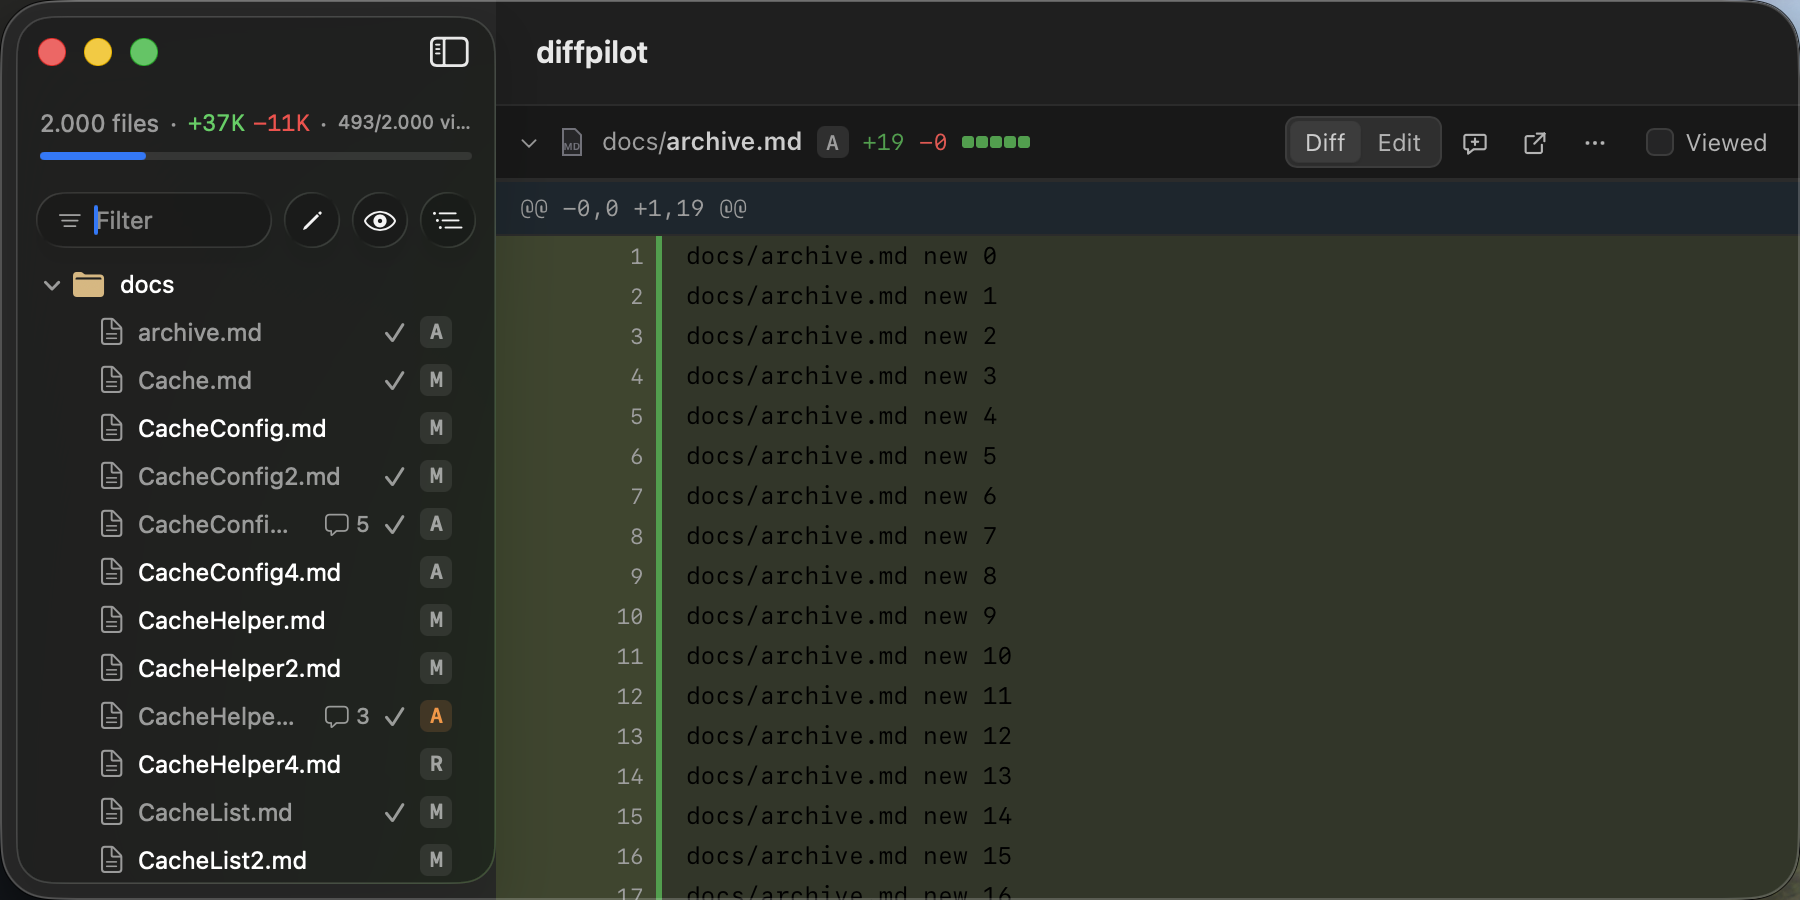 diffpilot
2.000 files · +37K −11K · 493/2.000 vi...
Filter
docs
archive.md A
Cache.md M
CacheConfig.md M
CacheConfig2.md M
CacheConfi... 5 A
CacheConfig4.md A
CacheHelper.md M
CacheHelper2.md M
CacheHelpe... 3 A
CacheHelper4.md R
CacheList.md M
CacheList2.md M
MD docs/archive.md A +19 −0 Diff Edit Viewed
@@ −0,0 +1,19 @@
1 docs/archive.md new 0
2 docs/archive.md new 1
3 docs/archive.md new 2
4 docs/archive.md new 3
5 docs/archive.md new 4
6 docs/archive.md new 5
7 docs/archive.md new 6
8 docs/archive.md new 7
9 docs/archive.md new 8
10 docs/archive.md new 9
11 docs/archive.md new 10
12 docs/archive.md new 11
13 docs/archive.md new 12
14 docs/archive.md new 13
15 docs/archive.md new 14
16 docs/archive.md new 15
17 docs/archive.md new 16